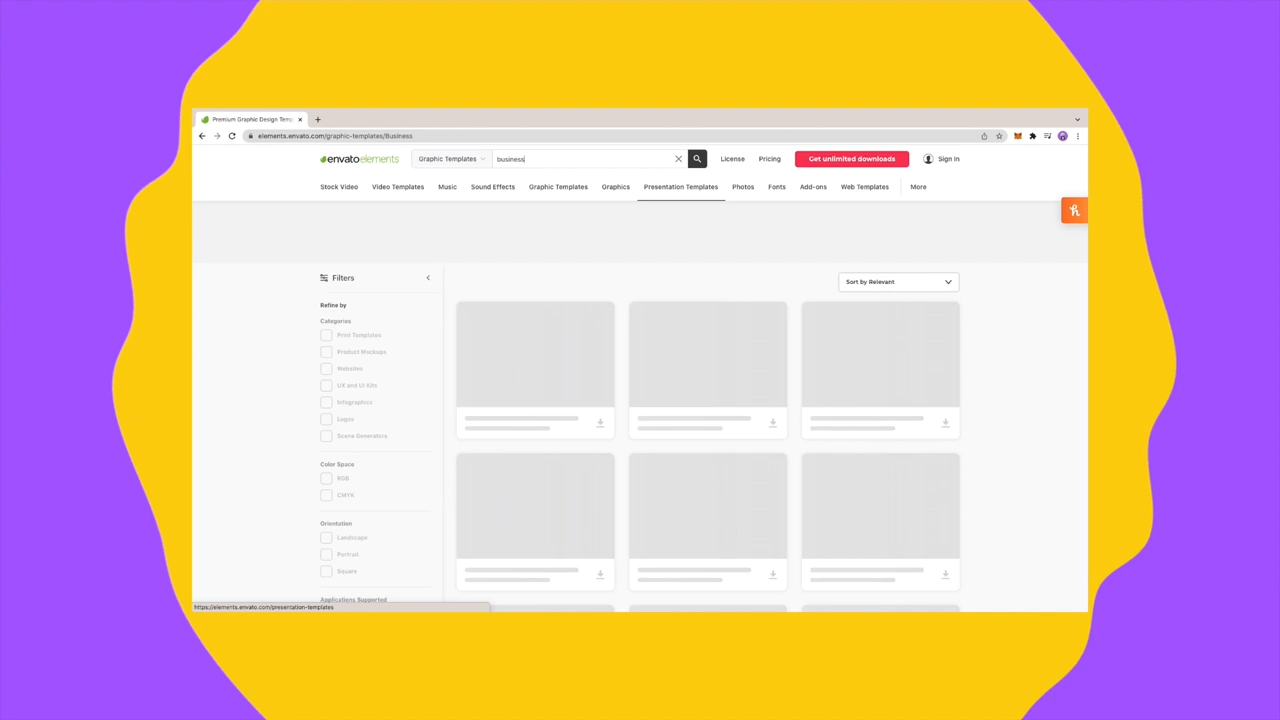 Premium Graphic Design Temp
elements.envato.com/graphic-templates/Business
envatoelements
Graphic Templates
business
License
Pricing
Get unlimited downloads
Sign In
Stock Video
Video Templates
Music
Sound Effects
Graphic Templates
Graphics
Presentation Templates
Photos
Fonts
Add-ons
Web Templates
More
Filters
Sort by Relevant
Refine by
Categories
Print Templates
Product Mockups
Websites
UX and UI Kits
Infographics
Logos
Scene Generators
Color Space
RGB
CMYK
Orientation
Landscape
Portrait
Square
Applications Supported
https://elements.envato.com/presentation-templates